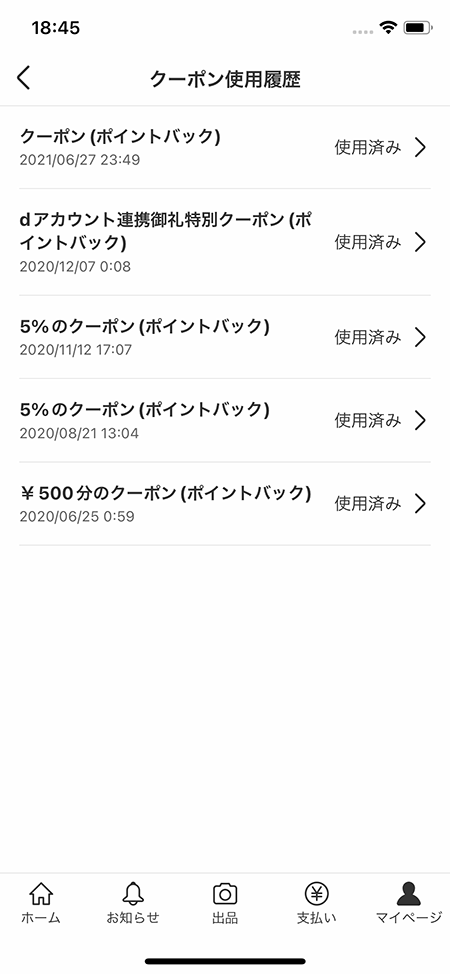 18:45
クーポン使用履歴
クーポン (ポイントバック)
2021/06/27 23:49
使用済み
dアカウント連携御礼特別クーポン (ポ
イントバック)
2020/12/07 0:08
使用済み
5%のクーポン (ポイントバック)
2020/11/12 17:07
使用済み
5%のクーポン (ポイントバック)
2020/08/21 13:04
使用済み
¥500分のクーポン (ポイントバック)
2020/06/25 0:59
使用済み
ホーム
お知らせ
出品
支払い
マイページ